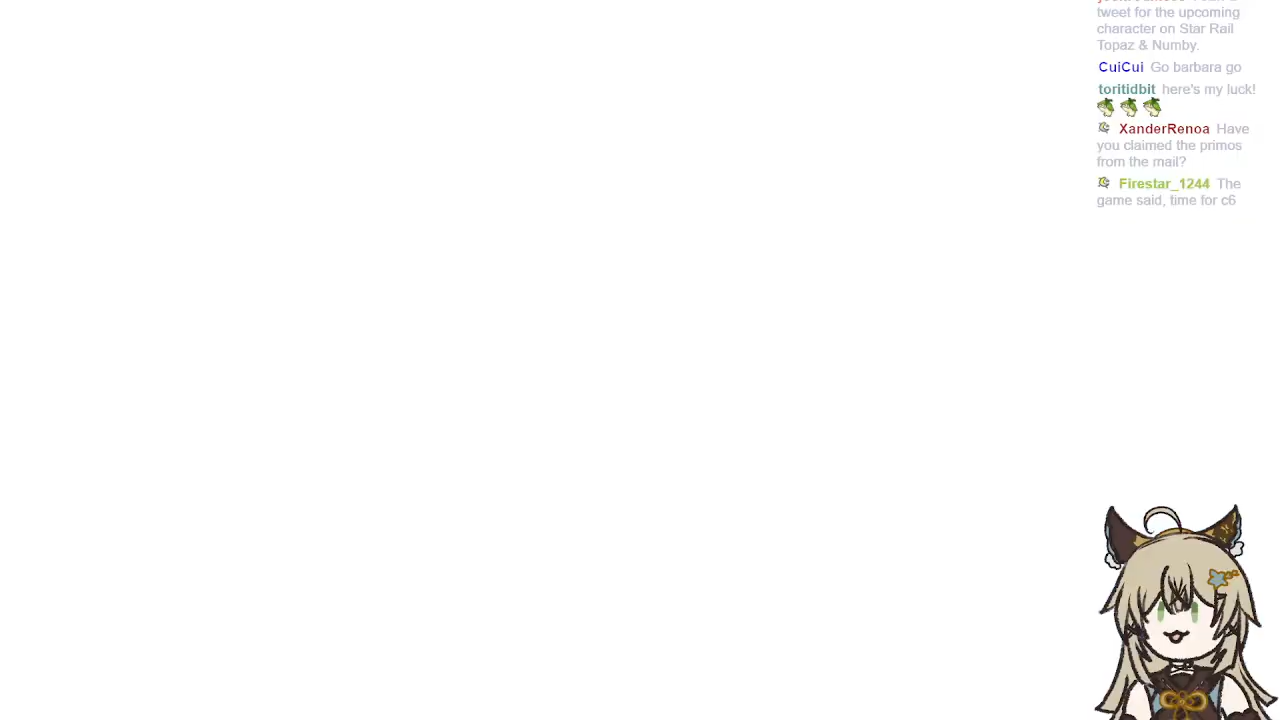 tweet for the upcoming
character on Star Rail
Topaz & Numby.
CuiCui Go barbara go
toritidbit here's my luck!
XanderRenoa Have
you claimed the primos
from the mail?
Firestar_1244 The
game said, time for c6